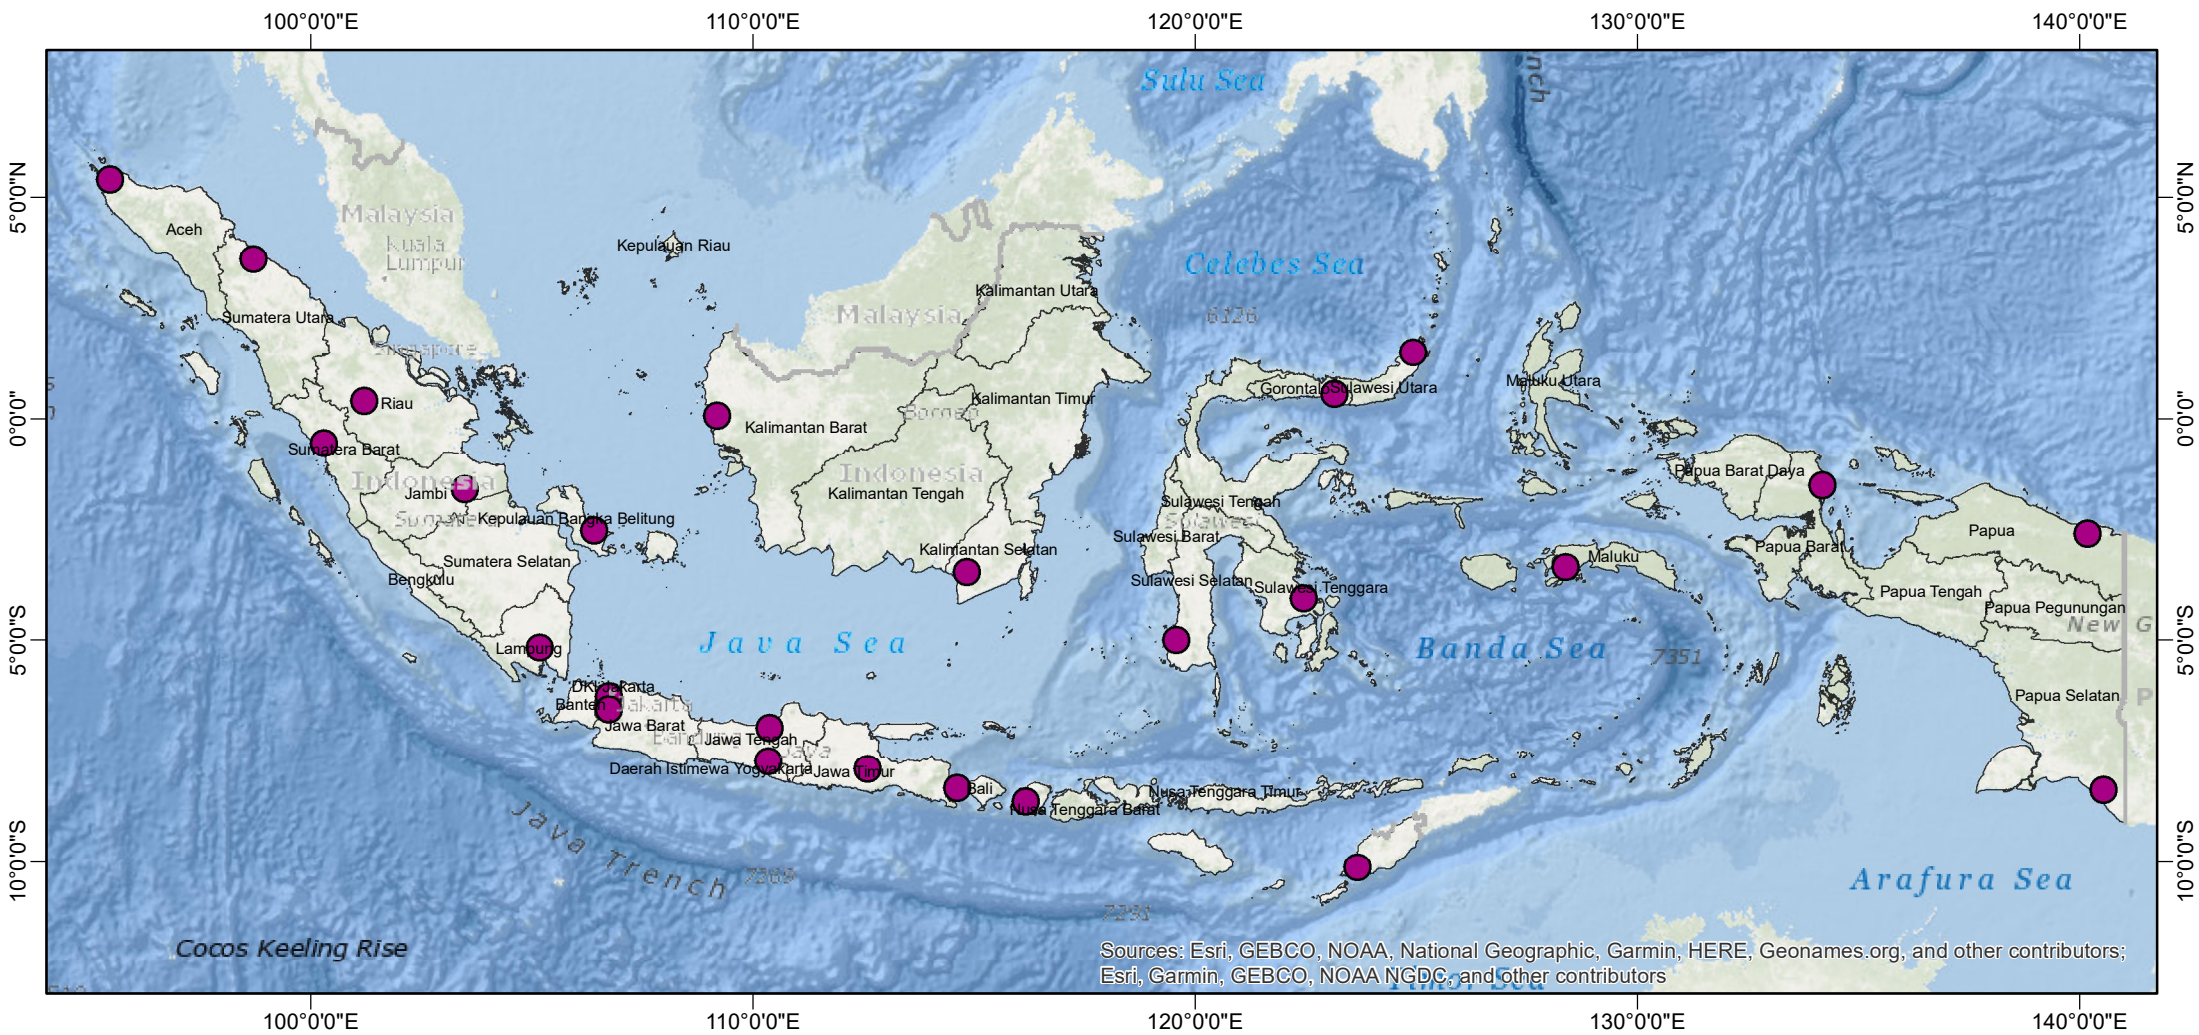 100°0'0"E
110°0'0"E
120°0'0"E
130°0'0"E
140°0'0"E
Sulu Sea
nch
5°0'0"N
5°0'0"N
Malaysia
Aceh
Kuala
Lumpur
Kepulauan Riau
Celebes Sea
Kalimantan Utara
Sumatera Utara
Malaysia
6126
Singapore
Gorontalo
Sulawesi Utara
Maluku Utara
Riau
Kalimantan Timur
Borneo
0°0'0"
0°0'0"
Kalimantan Barat
Sumatera Barat
Indonesia
Indonesia
Papua Barat Daya
Jambi
Kalimantan Tengah
Sulawesi Tengah
Kepulauan Bangka Belitung
Sulawesi
Papua
Sulawesi Barat
Kalimantan Selatan
Papua Barat
Maluku
Sumatera Selatan
Bengkulu
Sulawesi Selatan
Sulawesi Tenggara
Papua Tengah
Papua Pegunungan
New G
5°0'0"S
5°0'0"S
Java Sea
Banda Sea
7351
Lampung
DKI Jakarta
Banten
Jakarta
Papua Selatan
P
Jawa Barat
Bandung
Jawa Tengah
Java
Daerah Istimewa Yogyakarta
Jawa Timur
Bali
Nusa Tenggara Timur
Nusa Tenggara Barat
Java Trench
7269
10°0'0"S
10°0'0"S
Arafura Sea
7291
Cocos Keeling Rise
Sources: Esri, GEBCO, NOAA, National Geographic, Garmin, HERE, Geonames.org, and other contributors;
Esri, Garmin, GEBCO, NOAA NGDC, and other contributors
Timor Sea
100°0'0"E
110°0'0"E
120°0'0"E
130°0'0"E
140°0'0"E